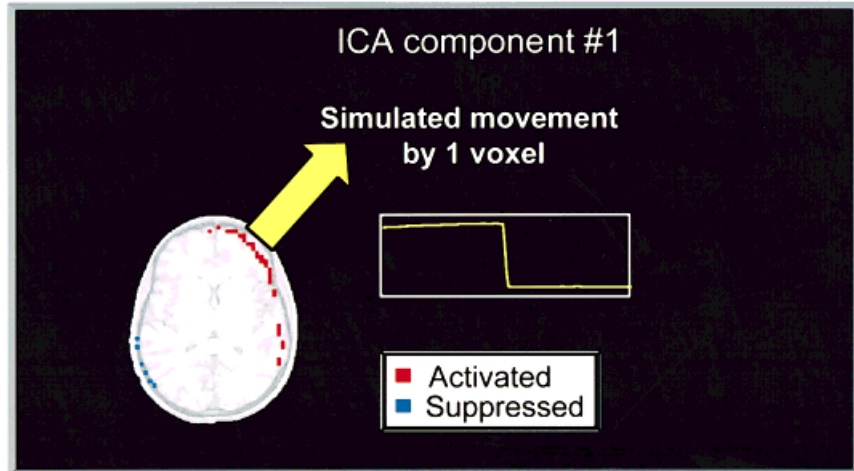 ICA component #1
Simulated movement
by 1 voxel
Activated
Suppressed